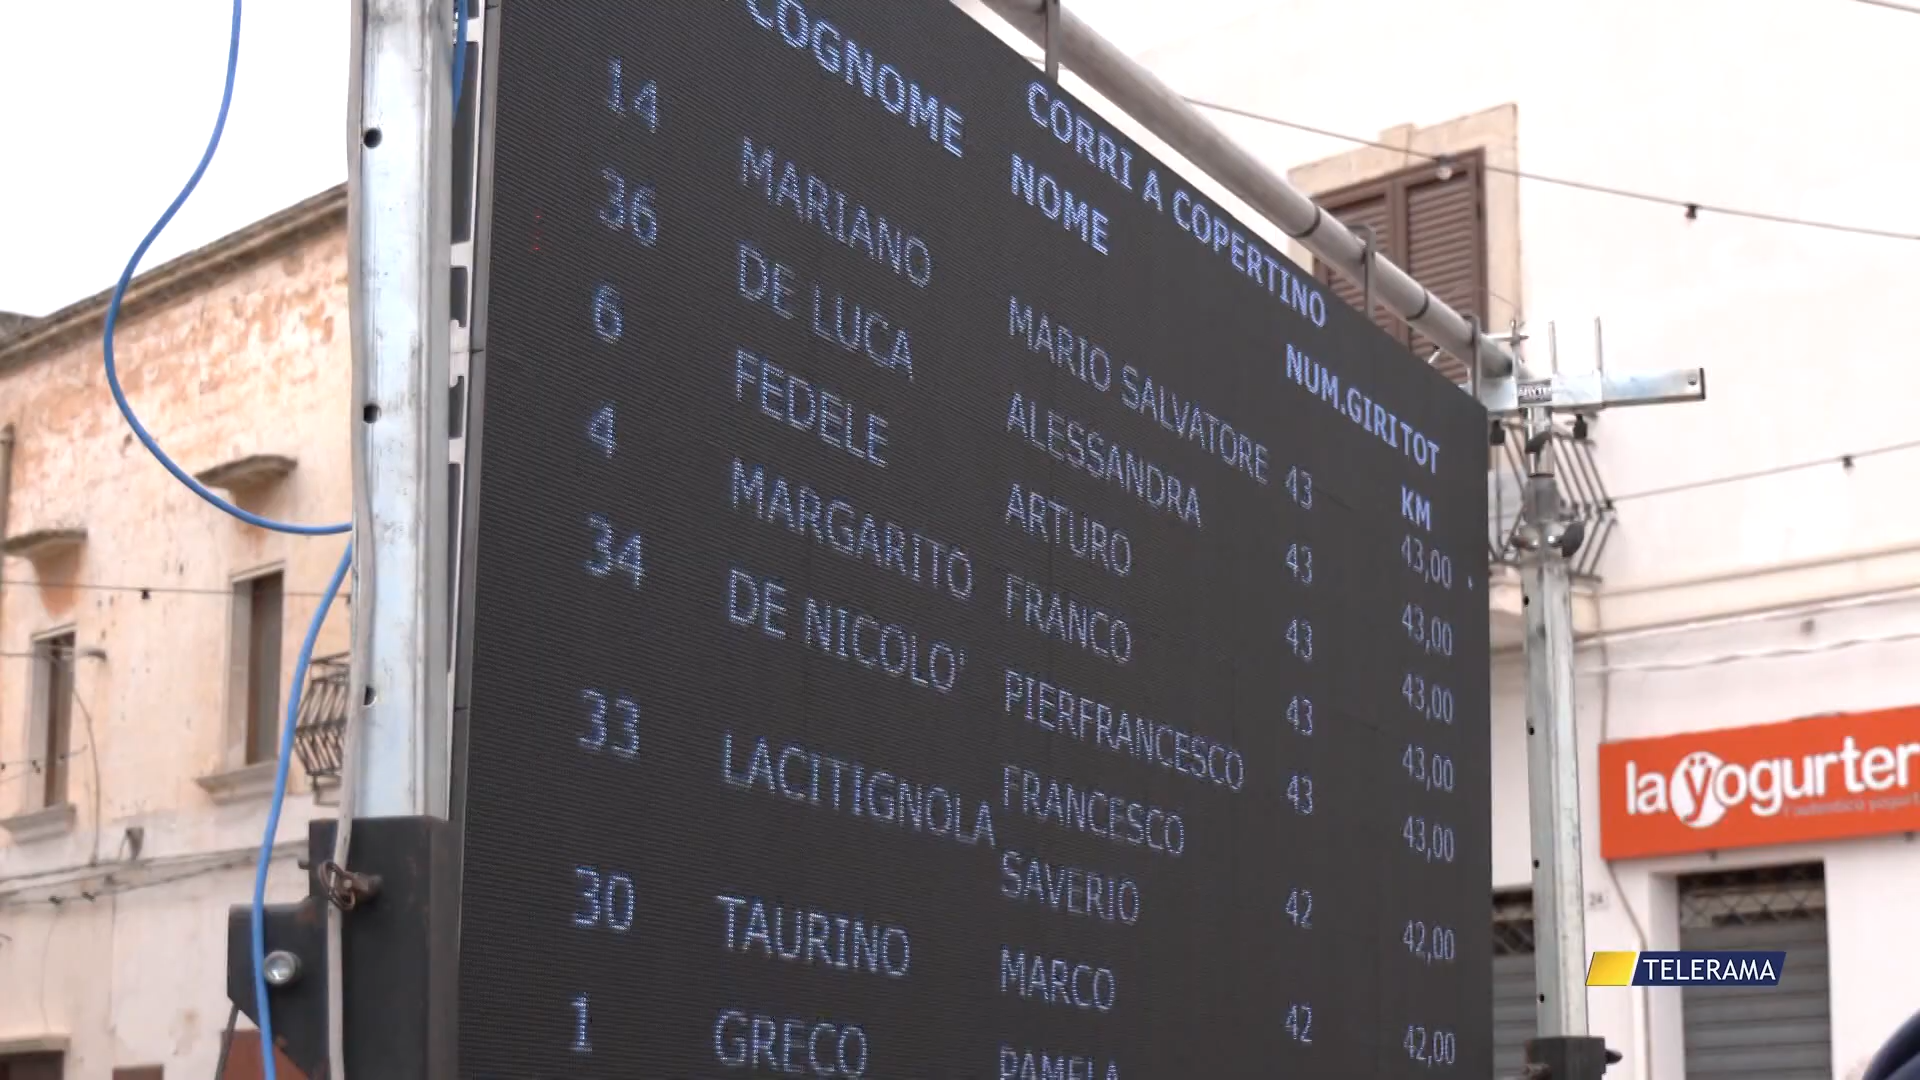 CORRI A COPERTINO
COGNOME NOME NUM.GIRI TOT KM
14 MARIANO MARIO SALVATORE 43 43,00
36 DE LUCA ALESSANDRA 43 43,00
6 FEDELE ARTURO 43 43,00
4 MARGARITO FRANCO 43 43,00
34 DE NICOLO' PIERFRANCESCO 43 43,00
33 LACITIGNOLA FRANCESCO SAVERIO 42 42,00
30 TAURINO MARCO 42 42,00
1 GRECO PAMELA
la yogurter
TELERAMA